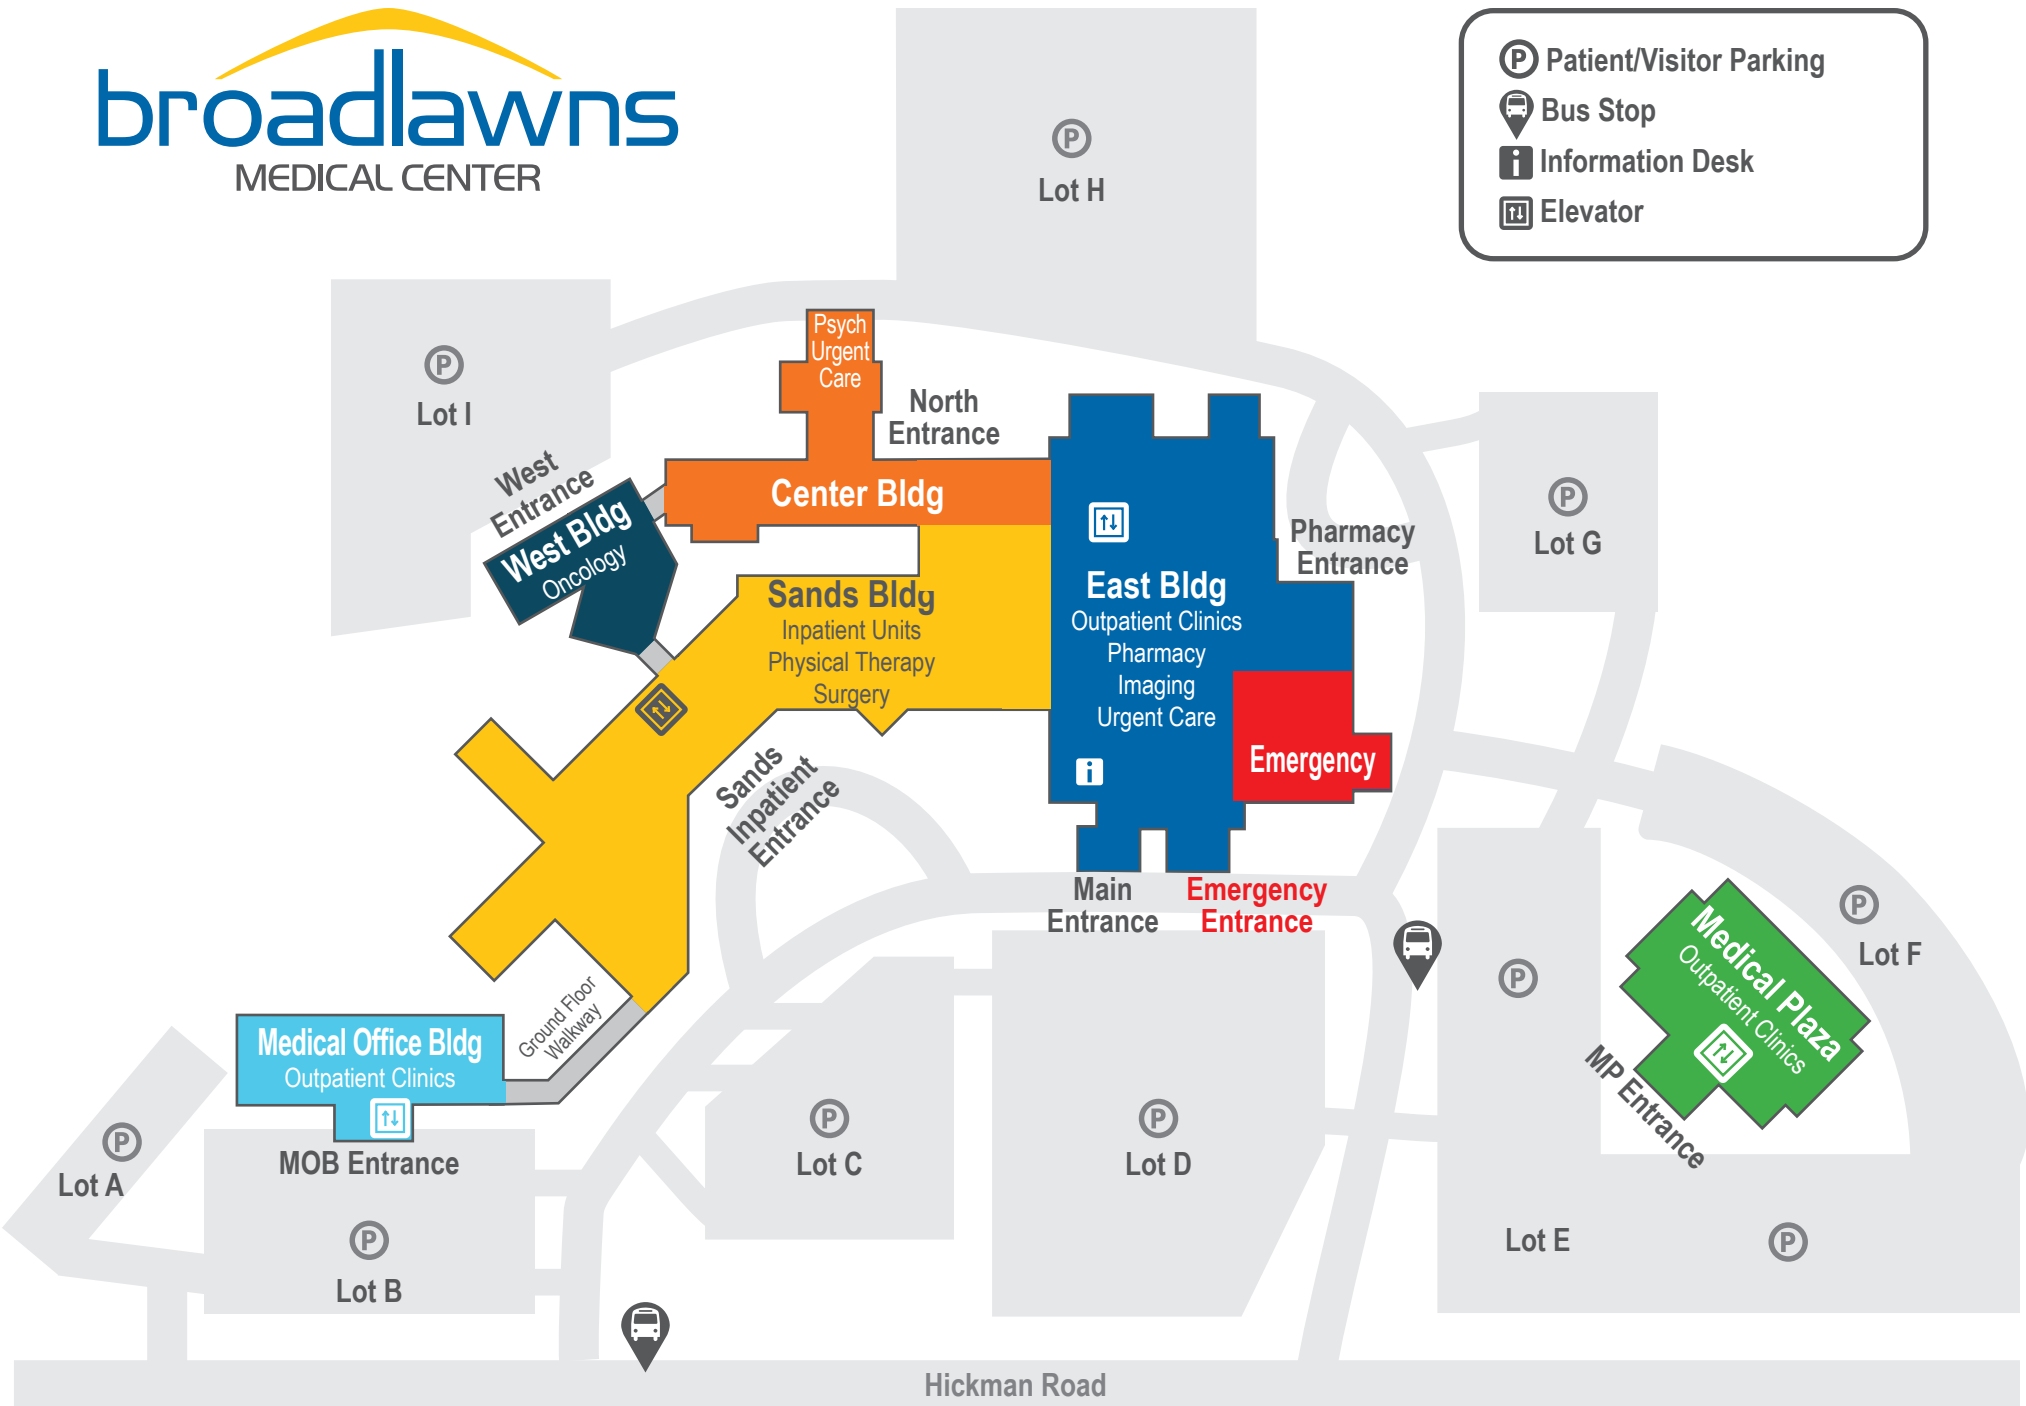 broadlawns
MEDICAL CENTER
P Patient/Visitor Parking
Bus Stop
i Information Desk
Elevator
P
Lot H
Psych
Urgent
Care
P
Lot I
North
Entrance
West
Entrance
Center Bldg
West Bldg
Oncology
P
Lot G
Pharmacy
Entrance
Sands Bldg
Inpatient Units
Physical Therapy
Surgery
East Bldg
Outpatient Clinics
Pharmacy
Imaging
Urgent Care
Emergency
i
Sands
Inpatient
Entrance
Main
Entrance
Emergency
Entrance
P
Lot F
Medical Plaza
Outpatient Clinics
MP Entrance
P
Ground Floor
Walkway
Medical Office Bldg
Outpatient Clinics
MOB Entrance
P
Lot A
P
Lot B
P
Lot C
P
Lot D
Lot E
P
Hickman Road